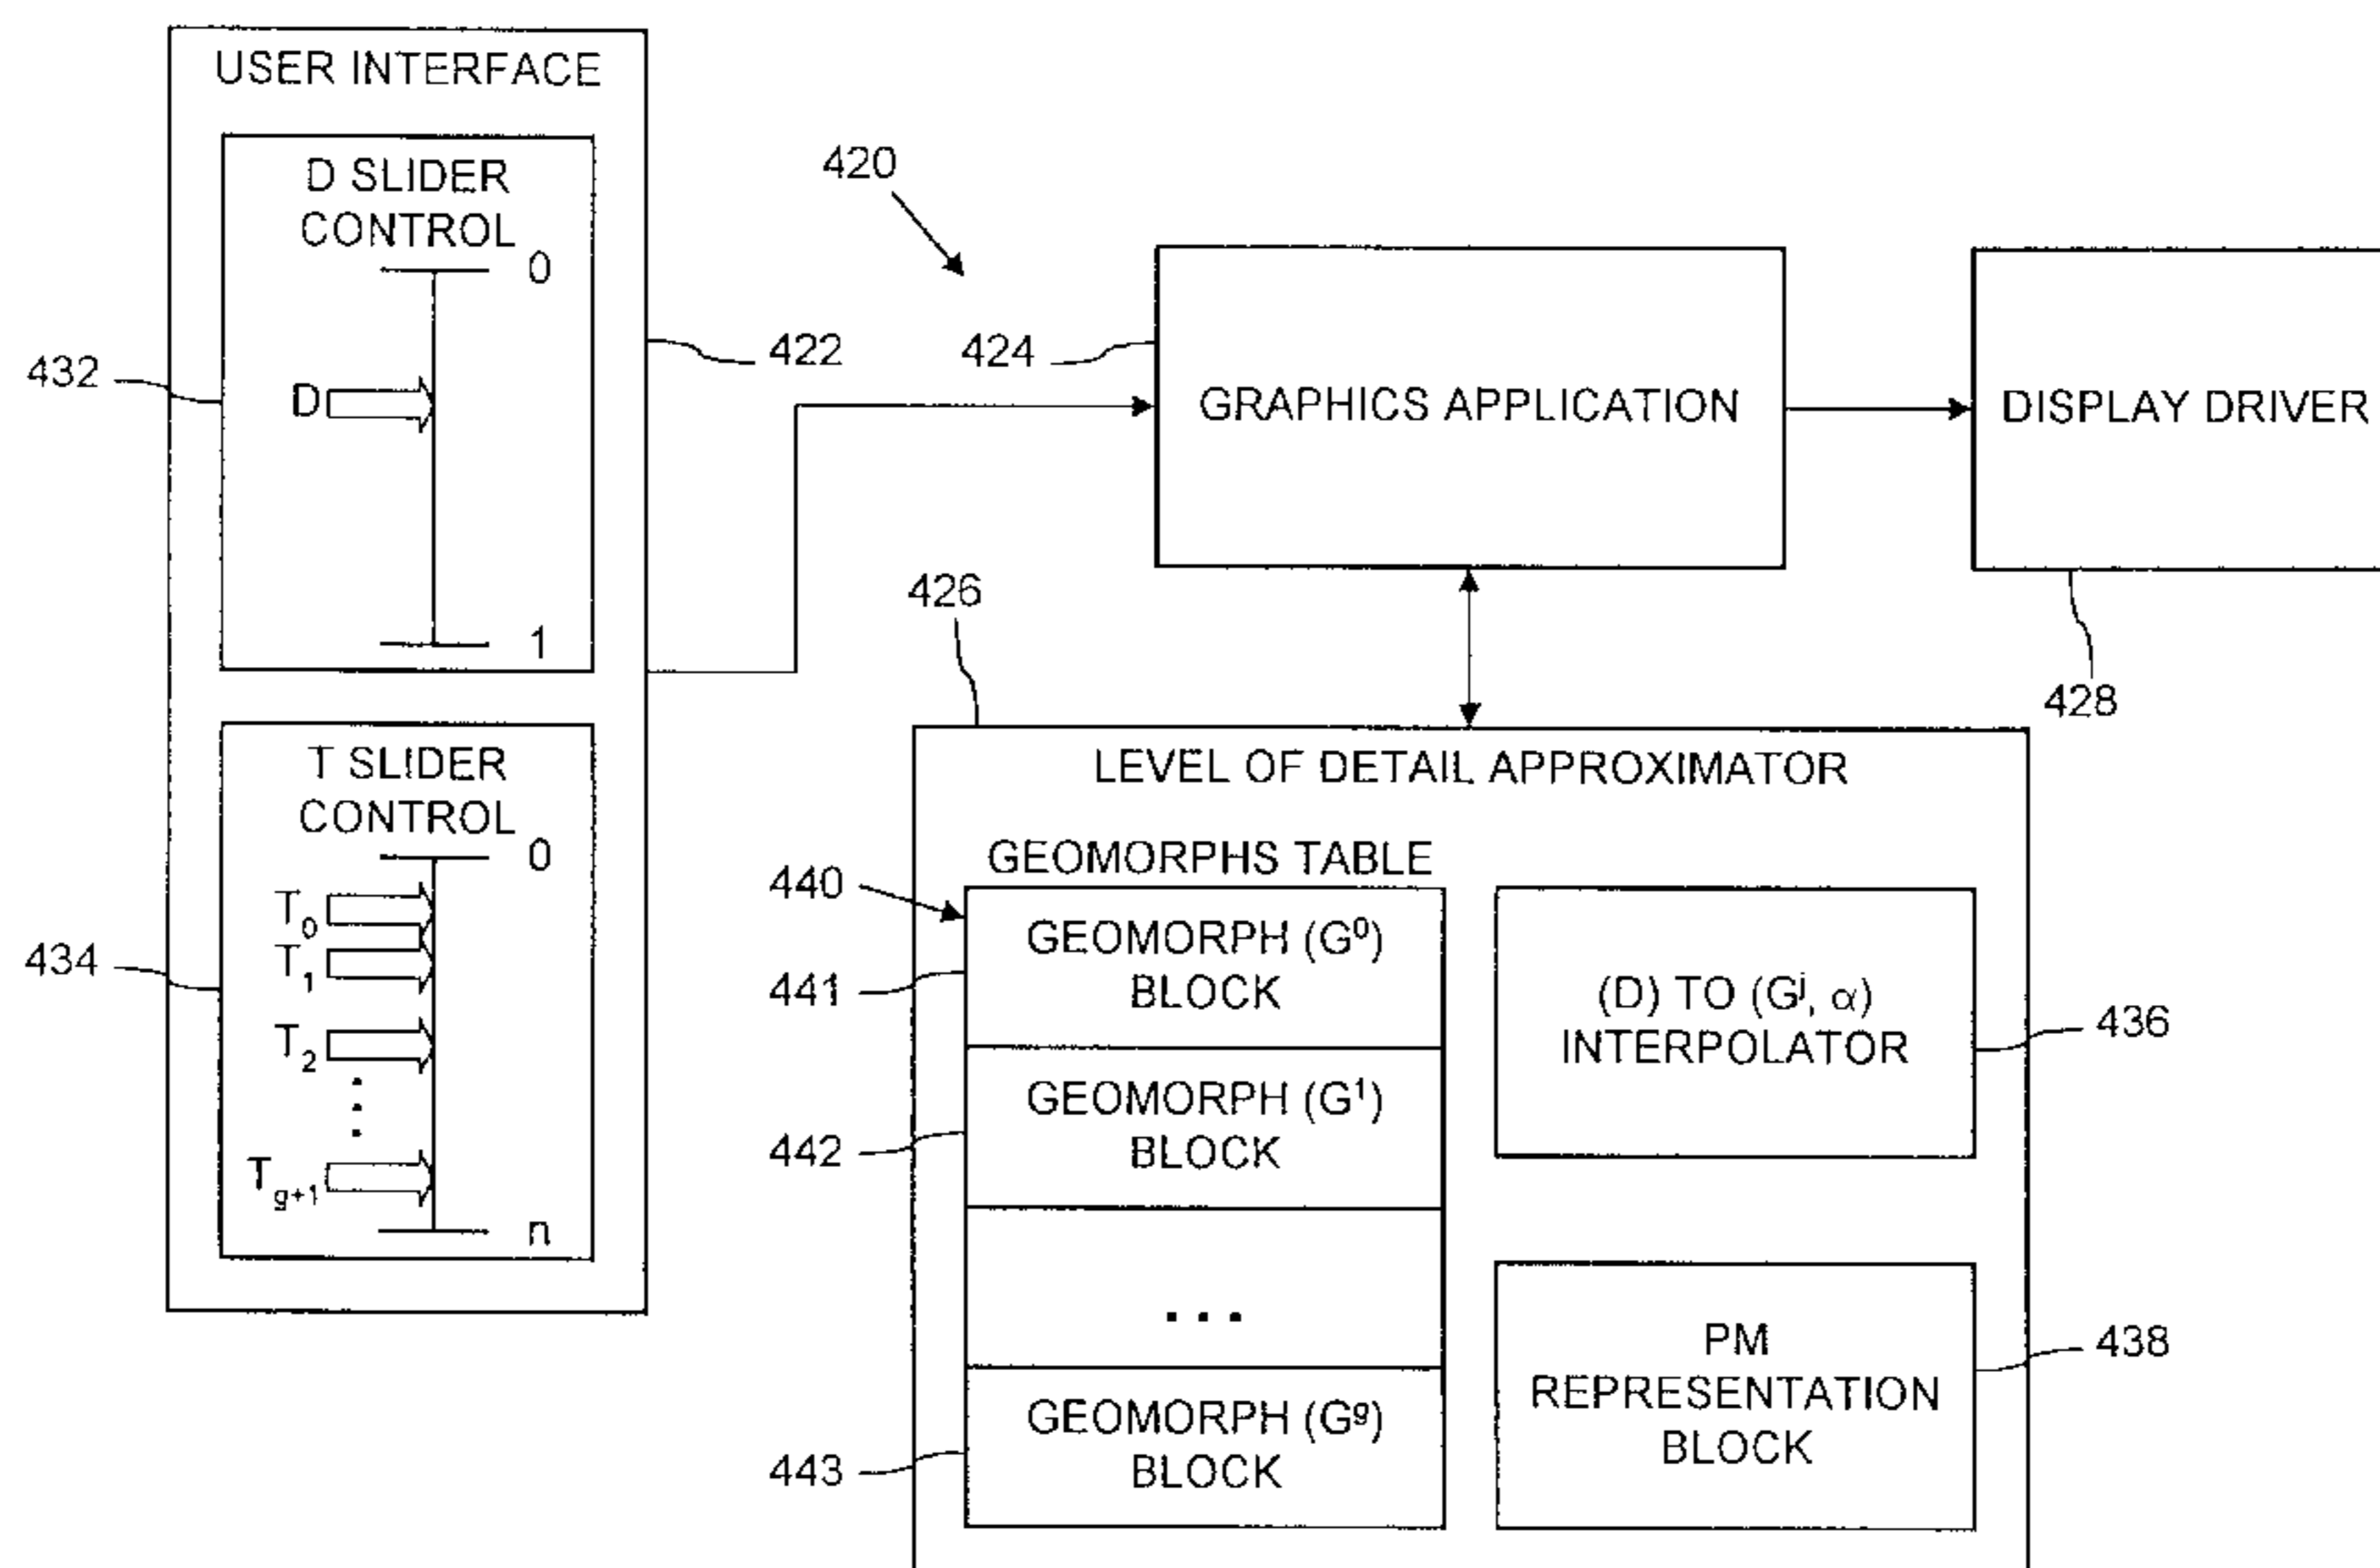 USER INTERFACE
D SLIDER
CONTROL
0
D
1
432
422
T SLIDER
CONTROL
0
T0
T1
T2
.
.
.
Tg+1
n
434
420
424
GRAPHICS APPLICATION
DISPLAY DRIVER
428
426
LEVEL OF DETAIL APPROXIMATOR
GEOMORPHS TABLE
440
GEOMORPH (G⁰)
BLOCK
441
GEOMORPH (G¹)
BLOCK
442
...
GEOMORPH (Gᵍ)
BLOCK
443
(D) TO (Gʲ, α)
INTERPOLATOR
436
PM
REPRESENTATION
BLOCK
438